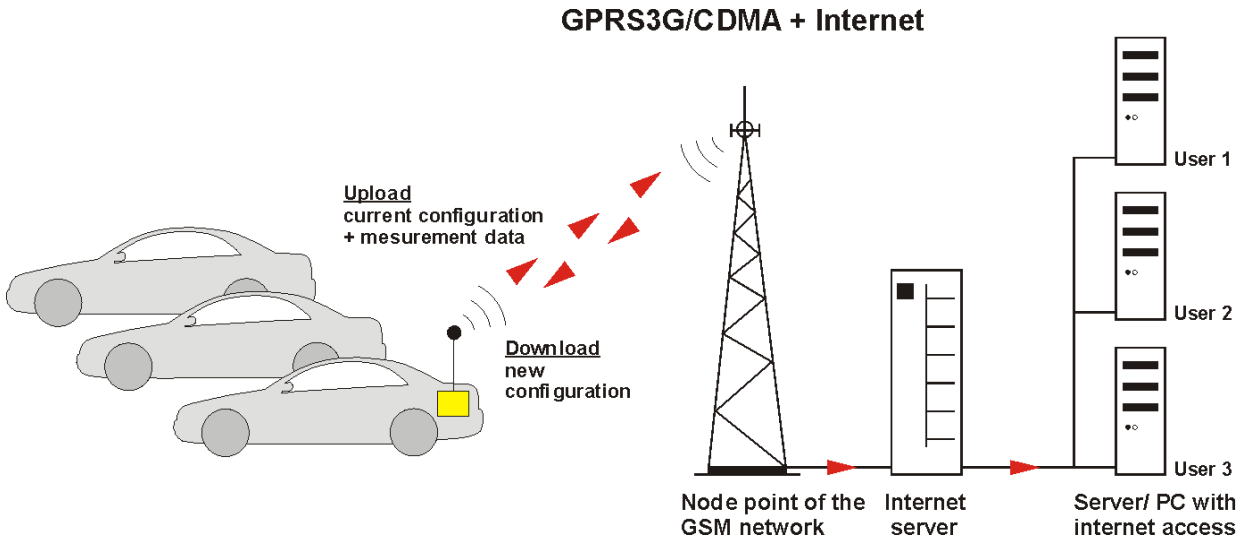 GPRS3G/CDMA + Internet
User 1
Upload
current configuration
+ mesurement data
User 2
Download
new
configuration
User 3
Node point of the
GSM network
Internet
server
Server/ PC with
internet access